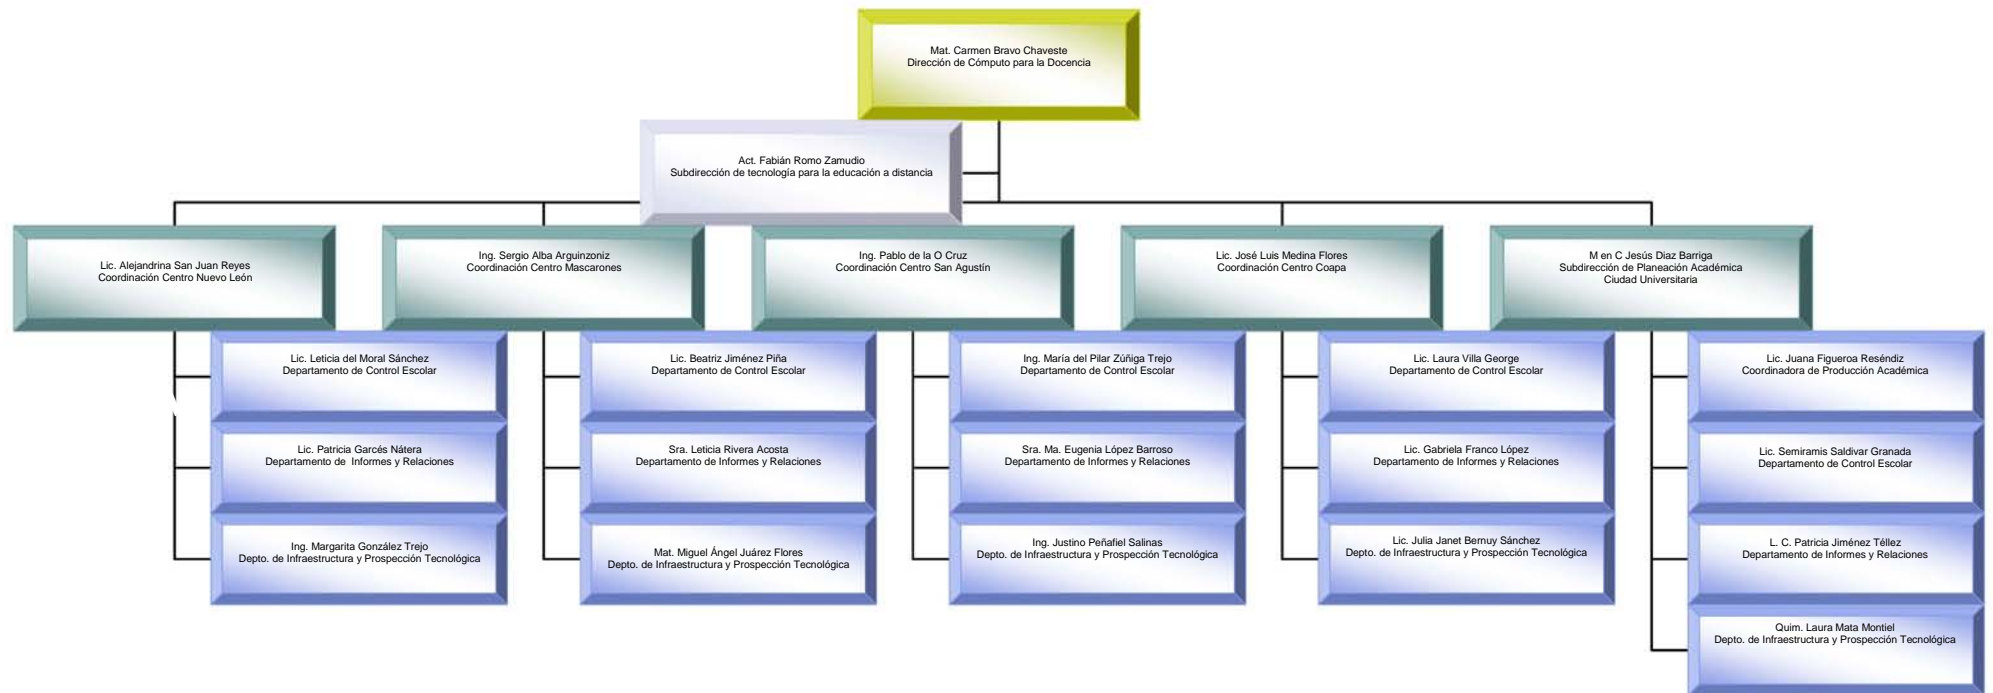 Mat. Carmen Bravo Chaveste
Dirección de Cómputo para la Docencia
Act. Fabián Romo Zamudio
Subdirección de tecnología para la educación a distancia
Lic. Alejandrina San Juan Reyes
Coordinación Centro Nuevo León
Ing. Sergio Alba Arguinzoniz
Coordinación Centro Mascarones
Ing. Pablo de la O Cruz
Coordinación Centro San Agustín
Lic. José Luis Medina Flores
Coordinación Centro Coapa
M en C Jesús Diaz Barriga
Subdirección de Planeación Académica
Ciudad Universitaria
Lic. Leticia del Moral Sánchez
Departamento de Control Escolar
Lic. Patricia Garcés Nátera
Departamento de Informes y Relaciones
Ing. Margarita González Trejo
Depto. de Infraestructura y Prospección Tecnológica
Lic. Beatriz Jiménez Piña
Departamento de Control Escolar
Sra. Leticia Rivera Acosta
Departamento de Informes y Relaciones
Mat. Miguel Ángel Juárez Flores
Depto. de Infraestructura y Prospección Tecnológica
Ing. María del Pilar Zúñiga Trejo
Departamento de Control Escolar
Sra. Ma. Eugenia López Barroso
Departamento de Informes y Relaciones
Ing. Justino Peñafiel Salinas
Depto. de Infraestructura y Prospección Tecnológica
Lic. Laura Villa George
Departamento de Control Escolar
Lic. Gabriela Franco López
Departamento de Informes y Relaciones
Lic. Julia Janet Bernuy Sánchez
Depto. de Infraestructura y Prospección Tecnológica
Lic. Juana Figueroa Reséndiz
Coordinadora de Producción Académica
Lic. Semiramis Saldivar Granada
Departamento de Control Escolar
L. C. Patricia Jiménez Téllez
Departamento de Informes y Relaciones
Quim. Laura Mata Montiel
Depto. de Infraestructura y Prospección Tecnológica